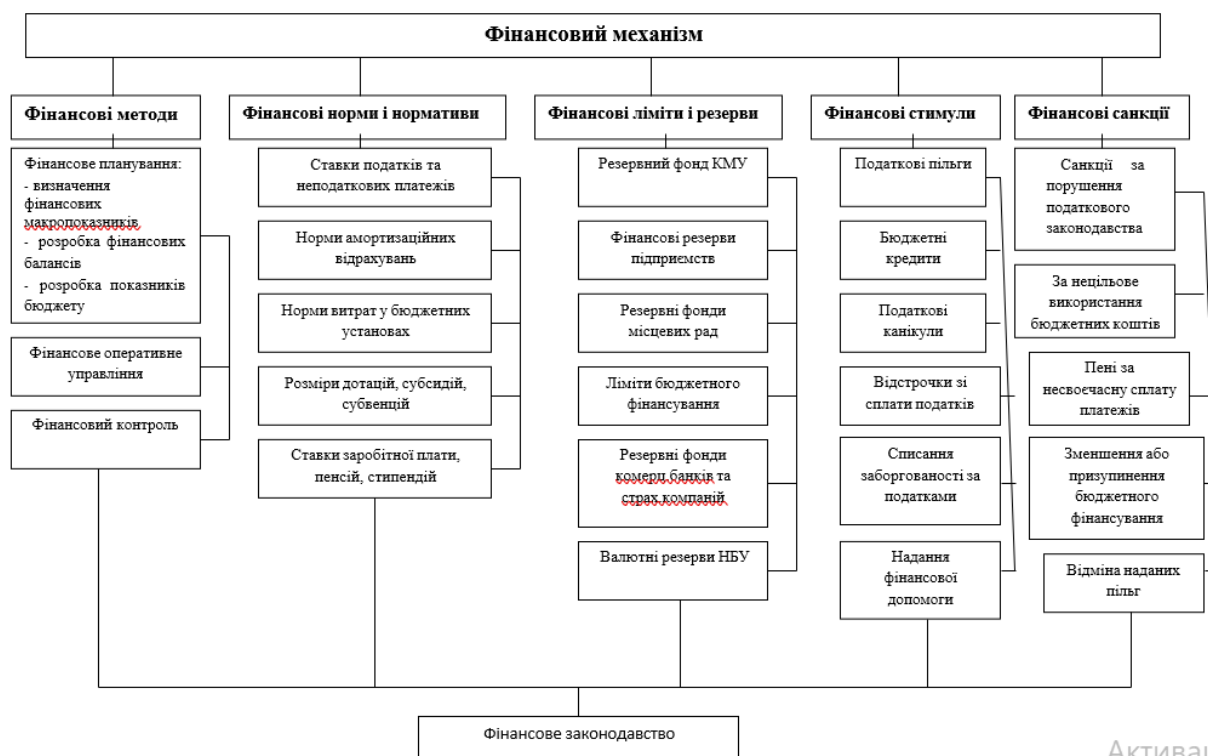 Фінансовий механізм
Фінансові методи
Фінансове планування:
- визначення
фінансових
макропоказників
- розробка фінансових
балансів
- розробка показників
бюджету
Фінансове оперативне
управління
Фінансовий контроль
Фінансові норми і нормативи
Ставки податків та
неподаткових платежів
Норми амортизаційних
відрахувань
Норми витрат у бюджетних
установах
Розміри дотацій, субсидій,
субвенцій
Ставки заробітної плати,
пенсій, стипендій
Фінансові ліміти і резерви
Резервний фонд КМУ
Фінансові резерви
підприємств
Резервні фонди
місцевих рад
Ліміти бюджетного
фінансування
Резервні фонди
комерц.банків та
страх.компаній
Валютні резерви НБУ
Фінансові стимули
Податкові пільги
Бюджетні
кредити
Податкові
канікули
Відстрочки зі
сплати податків
Списання
заборгованості за
податками
Надання
фінансової
допомоги
Фінансові санкції
Санкції за
порушення
податкового
законодавства
За нецільове
використання
бюджетних коштів
Пені за
несвоєчасну сплату
платежів
Зменшення або
призупинення
бюджетного
фінансування
Відміна наданих
пільг
Фінансове законодавство